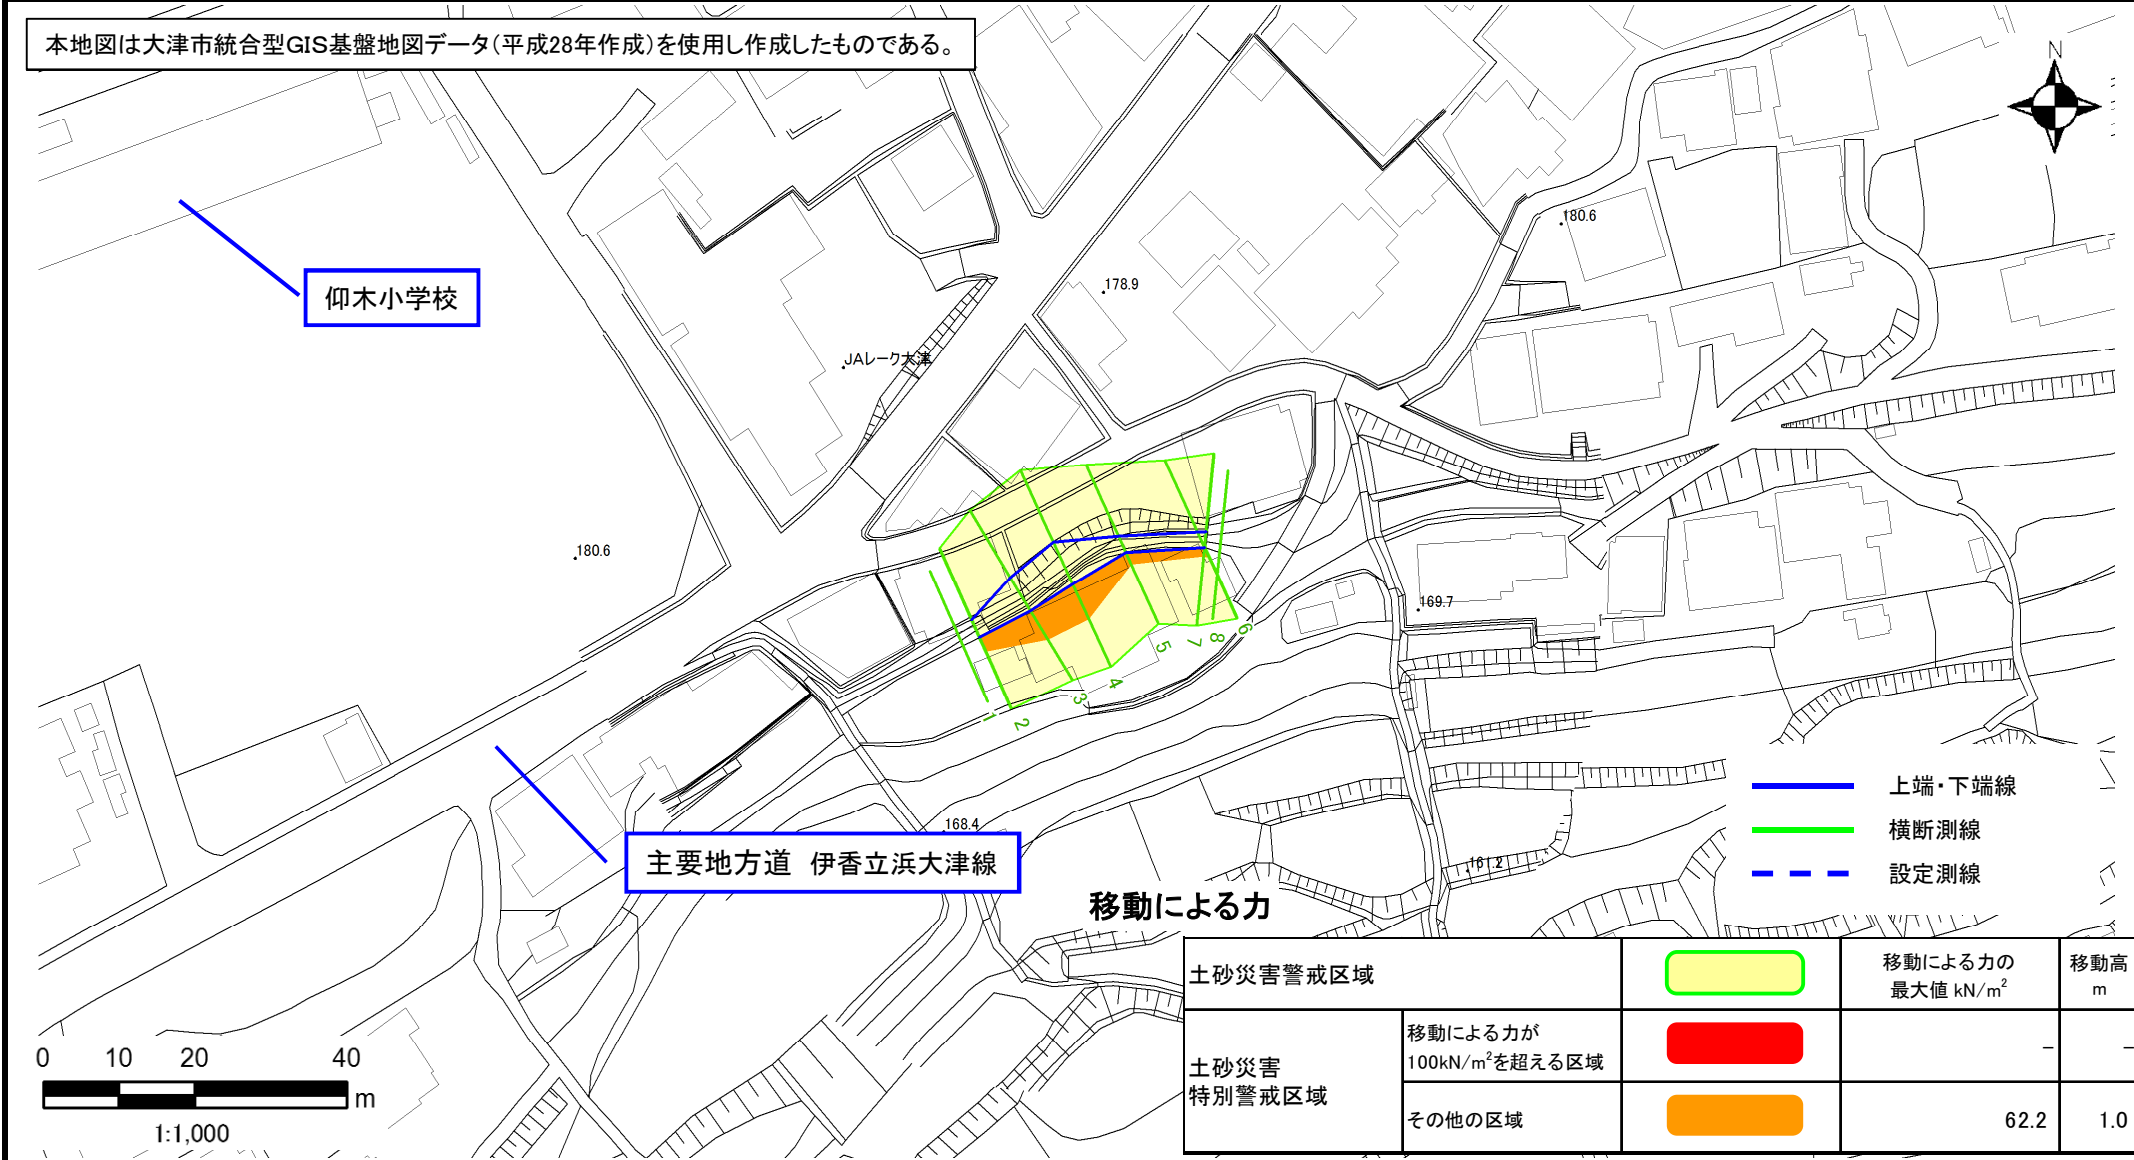 本地図は大津市統合型GIS基盤地図データ(平成28年作成)を使用し作成したものである。
N
180.6
仰木小学校
178.9
JAレーク大津
180.6
169.7
1
2
3
4
5
7
8
6
上端・下端線
横断測線
設定測線
168.4
161.2
主要地方道 伊香立浜大津線
移動による力
土砂災害警戒区域
移動による力の
最大値 kN/m²
移動高
m
土砂災害
特別警戒区域
移動による力が
100kN/m²を超える区域
－
－
その他の区域
62.2
1.0
0 10 20 40
m
1:1,000